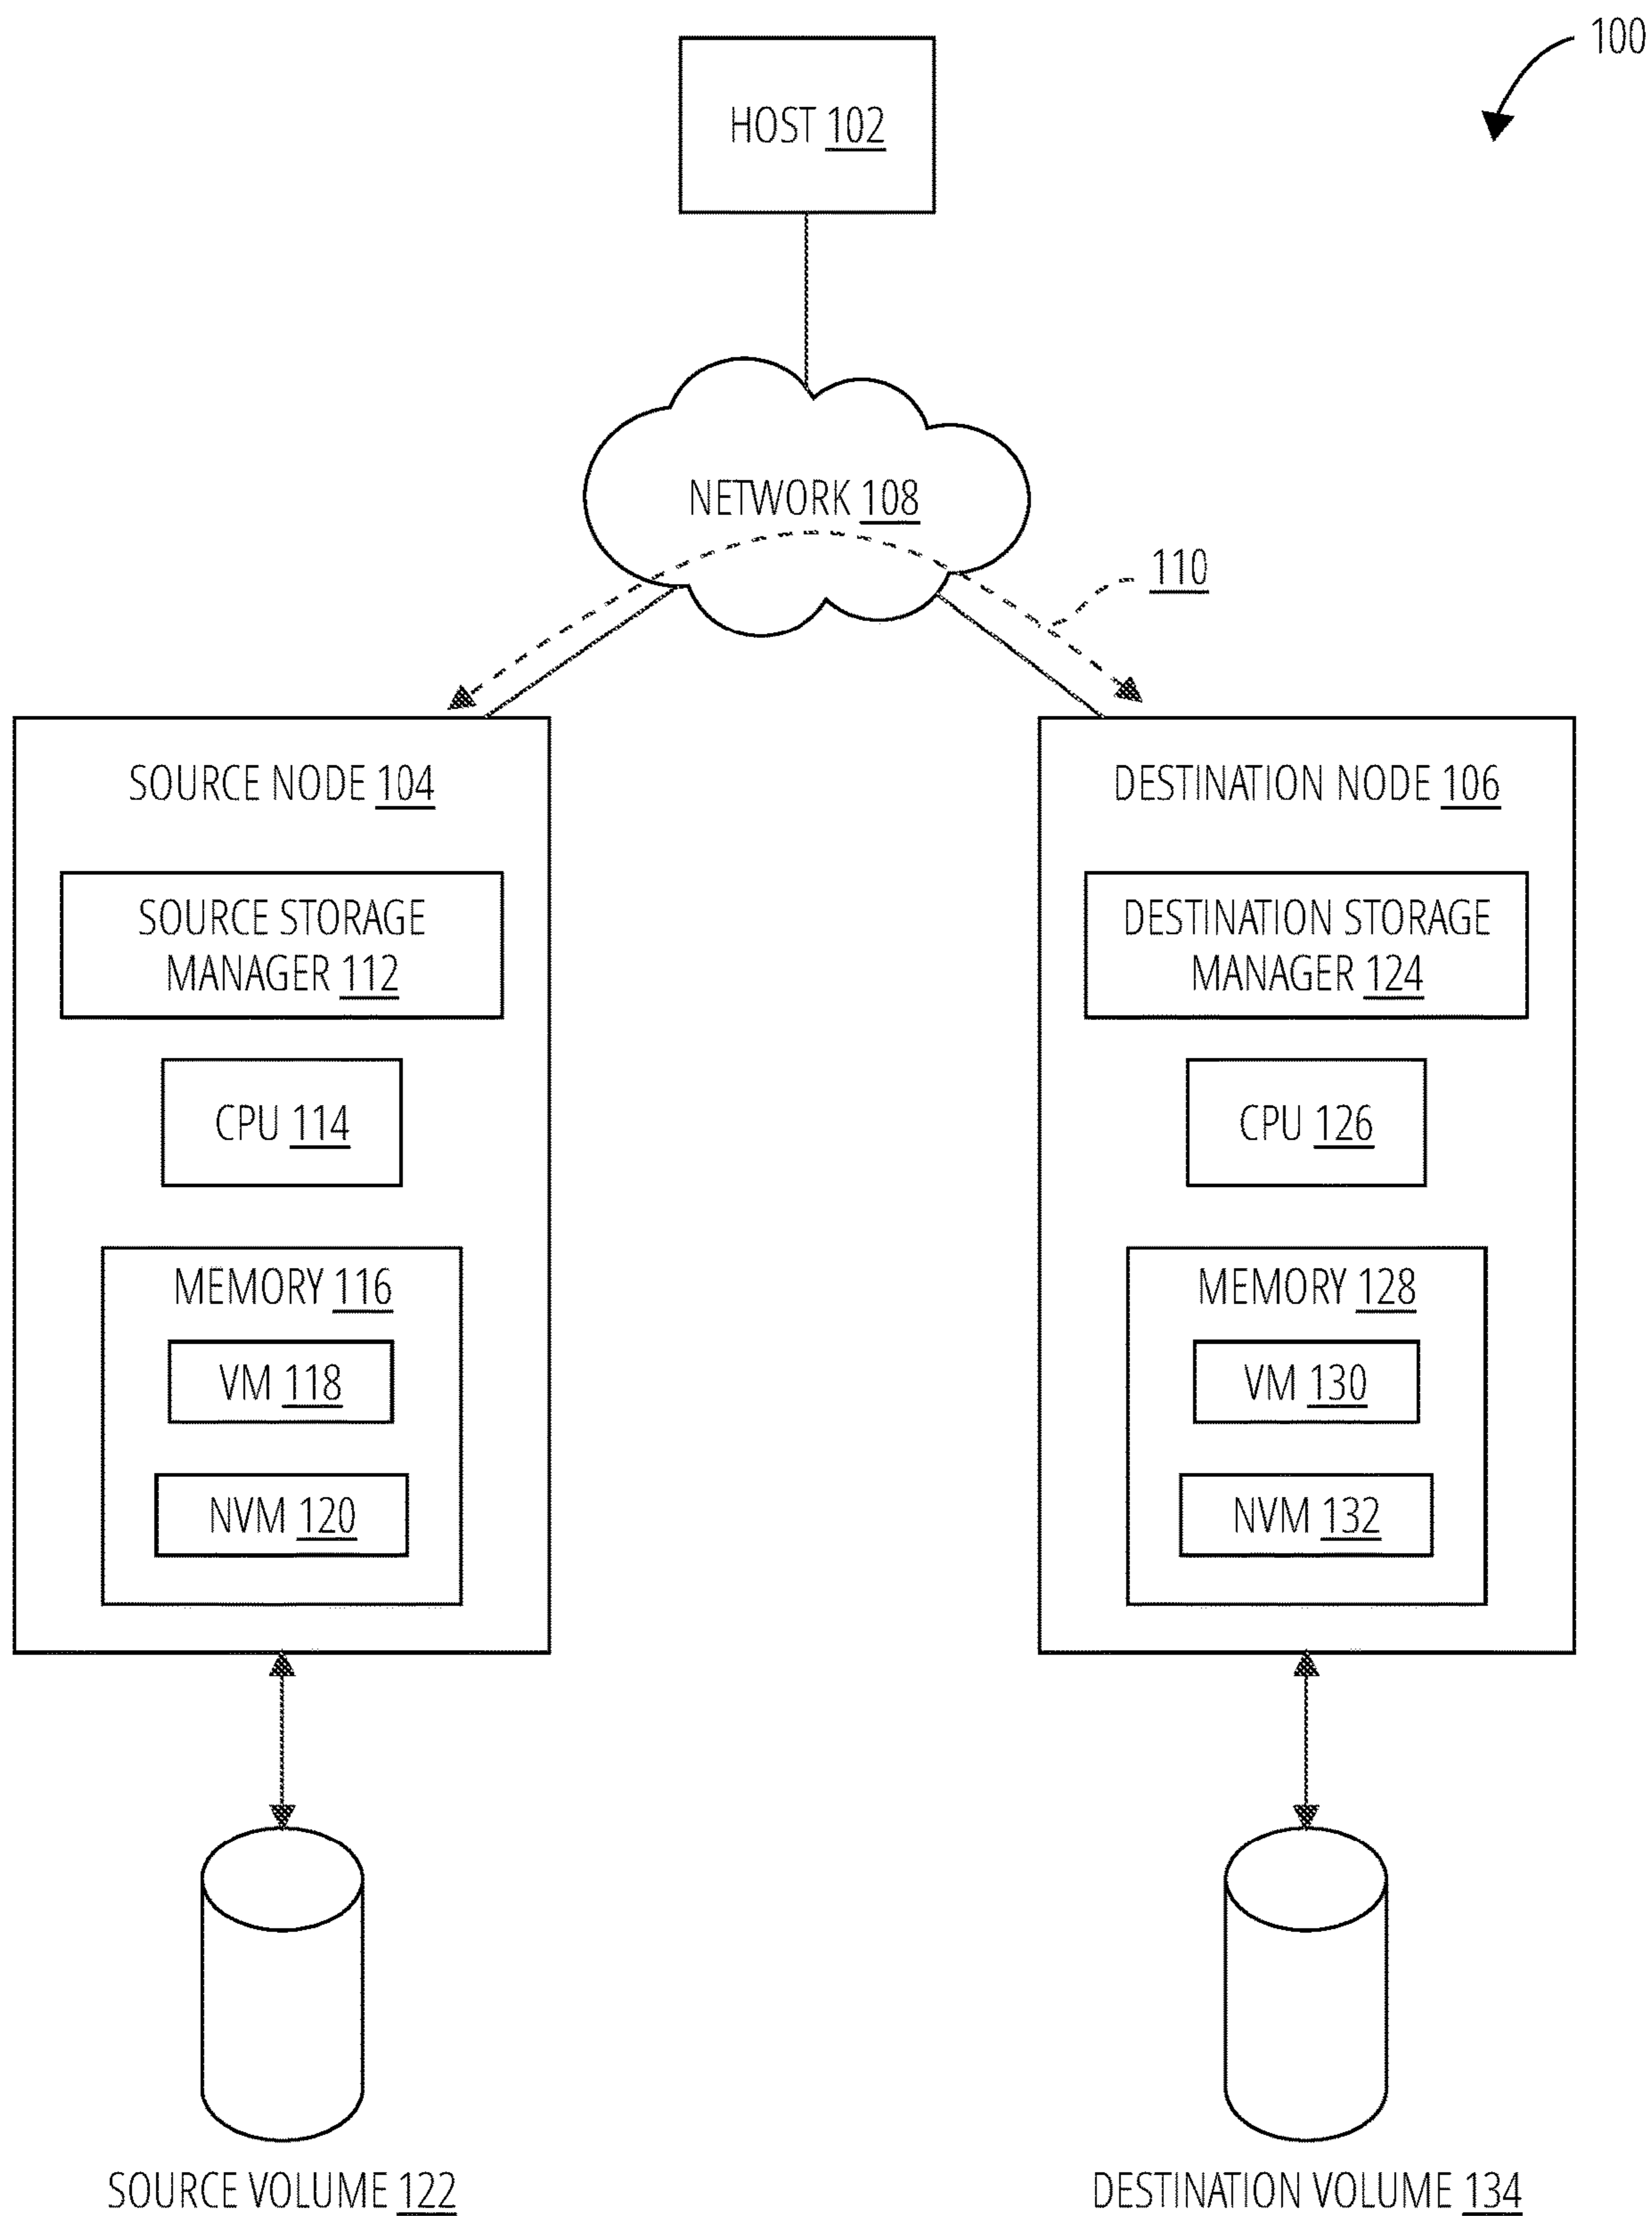 100
HOST 102
NETWORK 108
110
SOURCE NODE 104
SOURCE STORAGE
MANAGER 112
CPU 114
MEMORY 116
VM 118
NVM 120
SOURCE VOLUME 122
DESTINATION NODE 106
DESTINATION STORAGE
MANAGER 124
CPU 126
MEMORY 128
VM 130
NVM 132
DESTINATION VOLUME 134